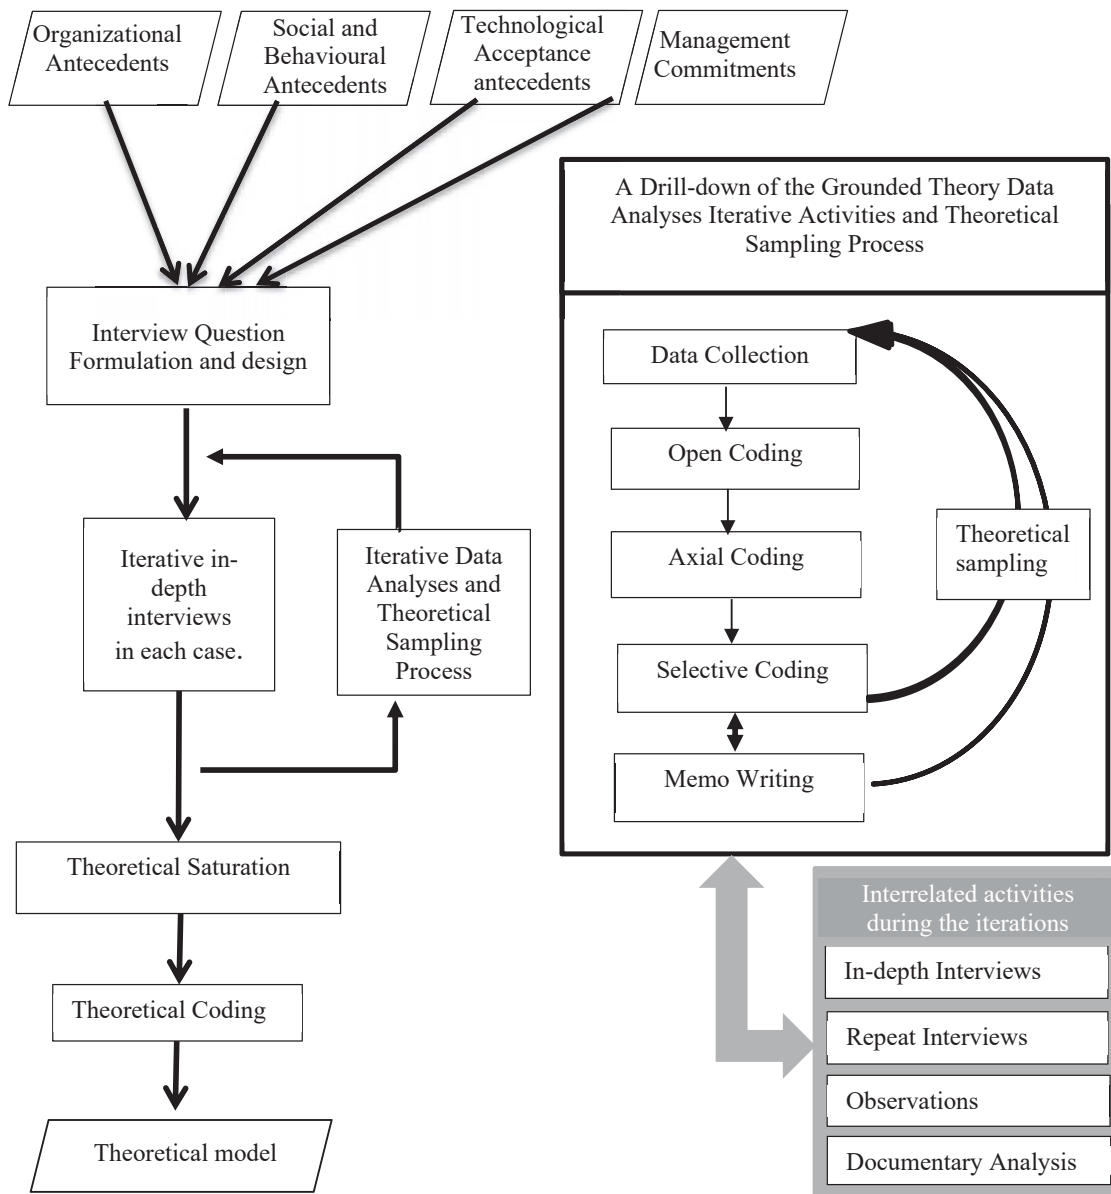 Organizational
Antecedents
Social and
Behavioural
Antecedents
Technological
Acceptance
antecedents
Management
Commitments
A Drill-down of the Grounded Theory Data
Analyses Iterative Activities and Theoretical
Sampling Process
Interview Question
Formulation and design
Data Collection
Open Coding
Axial Coding
Selective Coding
Memo Writing
Theoretical
sampling
Iterative in-
depth
interviews
in each case.
Iterative Data
Analyses and
Theoretical
Sampling
Process
Theoretical Saturation
Theoretical Coding
Theoretical model
Interrelated activities
during the iterations
In-depth Interviews
Repeat Interviews
Observations
Documentary Analysis